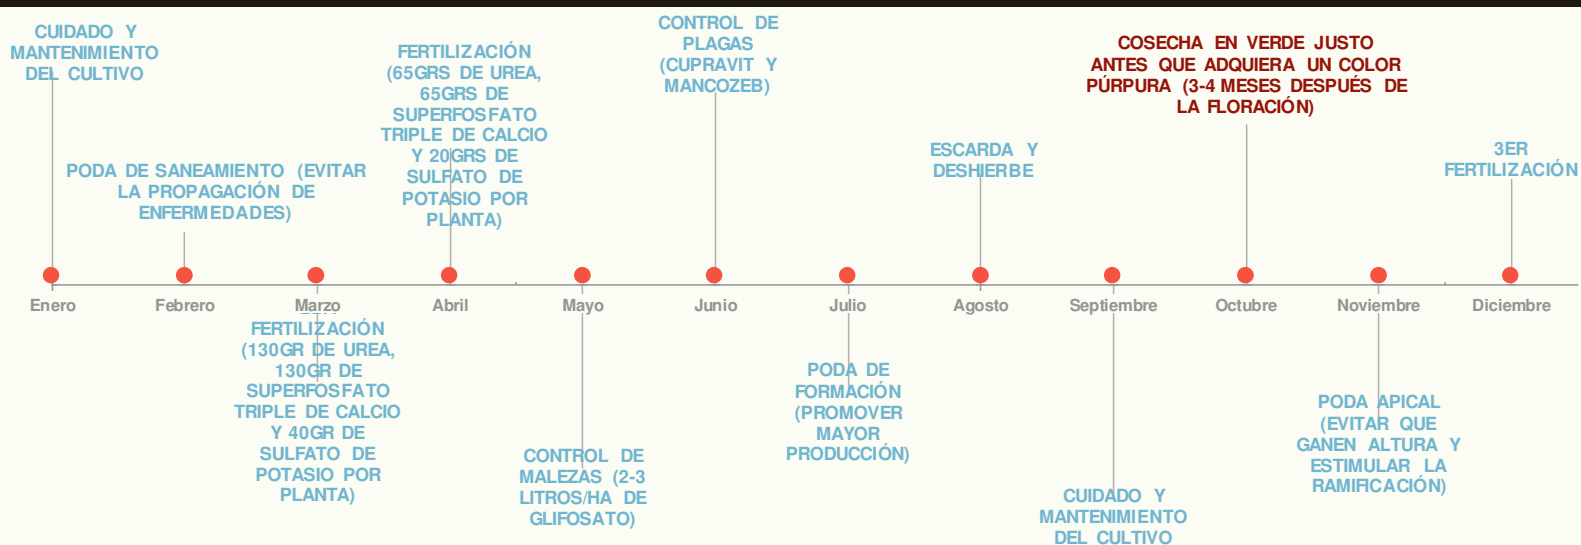 CUIDADO Y
MANTENIMIENTO
DEL CULTIVO
PODA DE SANEAMIENTO (EVITAR
LA PROPAGACIÓN DE
ENFERMEDADES)
FERTILIZACIÓN
(65GRS DE UREA,
65GRS DE
SUPERFOSFATO
TRIPLE DE CALCIO
Y 20GRS DE
SULFATO DE
POTASIO POR
PLANTA)
CONTROL DE
PLAGAS
(CUPRAVIT Y
MANCOZEB)
ESCARDA Y
DESHIERBE
COSECHA EN VERDE JUSTO
ANTES QUE ADQUIERA UN COLOR
PÚRPURA (3-4 MESES DESPUÉS DE
LA FLORACIÓN)
3ER
FERTILIZACIÓN
Enero Febrero Marzo Abril Mayo Junio Julio Agosto Septiembre Octubre Noviembre Diciembre
FERTILIZACIÓN
(130GR DE UREA,
130GR DE
SUPERFOSFATO
TRIPLE DE CALCIO
Y 40GR DE
SULFATO DE
POTASIO POR
PLANTA)
CONTROL DE
MALEZAS (2-3
LITROS/HA DE
GLIFOSATO)
PODA DE
FORMACIÓN
(PROMOVER
MAYOR
PRODUCCIÓN)
CUIDADO Y
MANTENIMIENTO
DEL CULTIVO
PODA APICAL
(EVITAR QUE
GANEN ALTURA Y
ESTIMULAR LA
RAMIFICACIÓN)